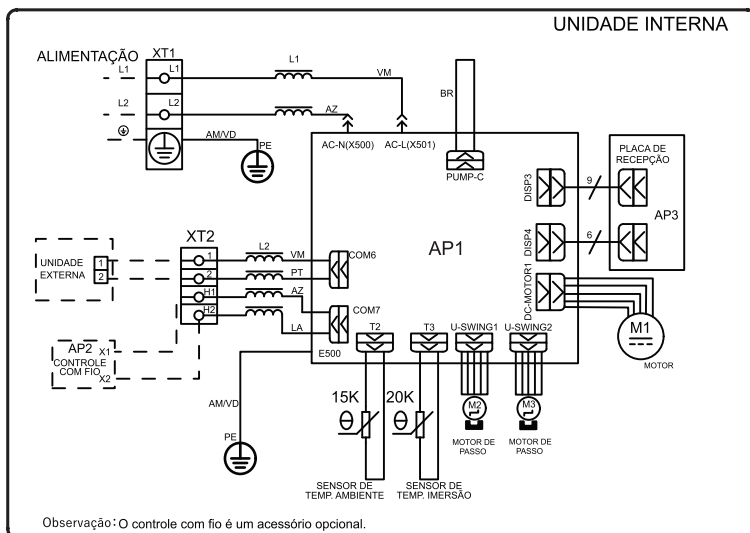 UNIDADE INTERNA
ALIMENTAÇÃO
XT1
L1
L1
L1
VM
L2
L2
AZ
AM/VD
PE
BR
AC-N(X500)
AC-L(X501)
PUMP-C
PLACA DE
RECEPÇÃO
DISP3
9
AP3
DISP4
6
AP1
XT2
UNIDADE
EXTERNA
1
2
1
2
H1
H2
L2
VM
PT
AZ
LA
COM6
COM7
DC-MOTOR1
M1
MOTOR
AP2
CONTROLE
COM FIO
X1
X2
E500
T2
T3
U-SWING1
U-SWING2
AM/VD
PE
15K
20K
M2
M3
MOTOR DE
PASSO
MOTOR DE
PASSO
SENSOR DE
TEMP. AMBIENTE
SENSOR DE
TEMP. IMERSÃO
Observação: O controle com fio é um acessório opcional.